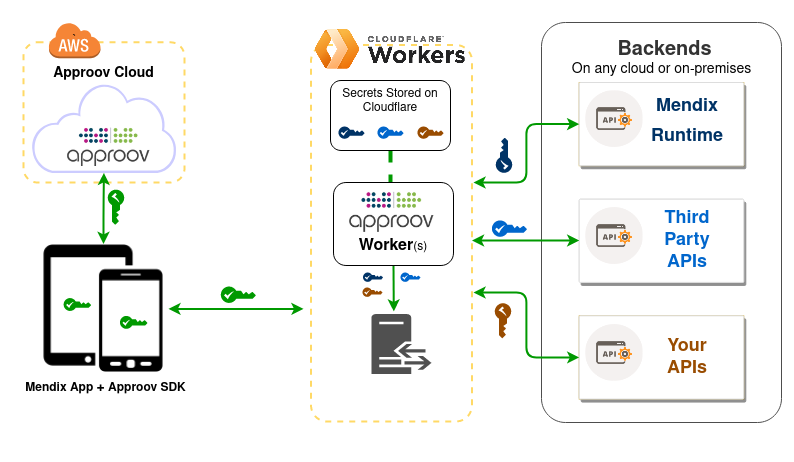 AWS
Approov Cloud
approov
Mendix App + Approov SDK
CLOUDFLARE
Workers
Secrets Stored on
Cloudflare
approov
Worker(s)
Backends
On any cloud or on-premises
API
Mendix
Runtime
API
Third
Party
APIs
API
Your
APIs